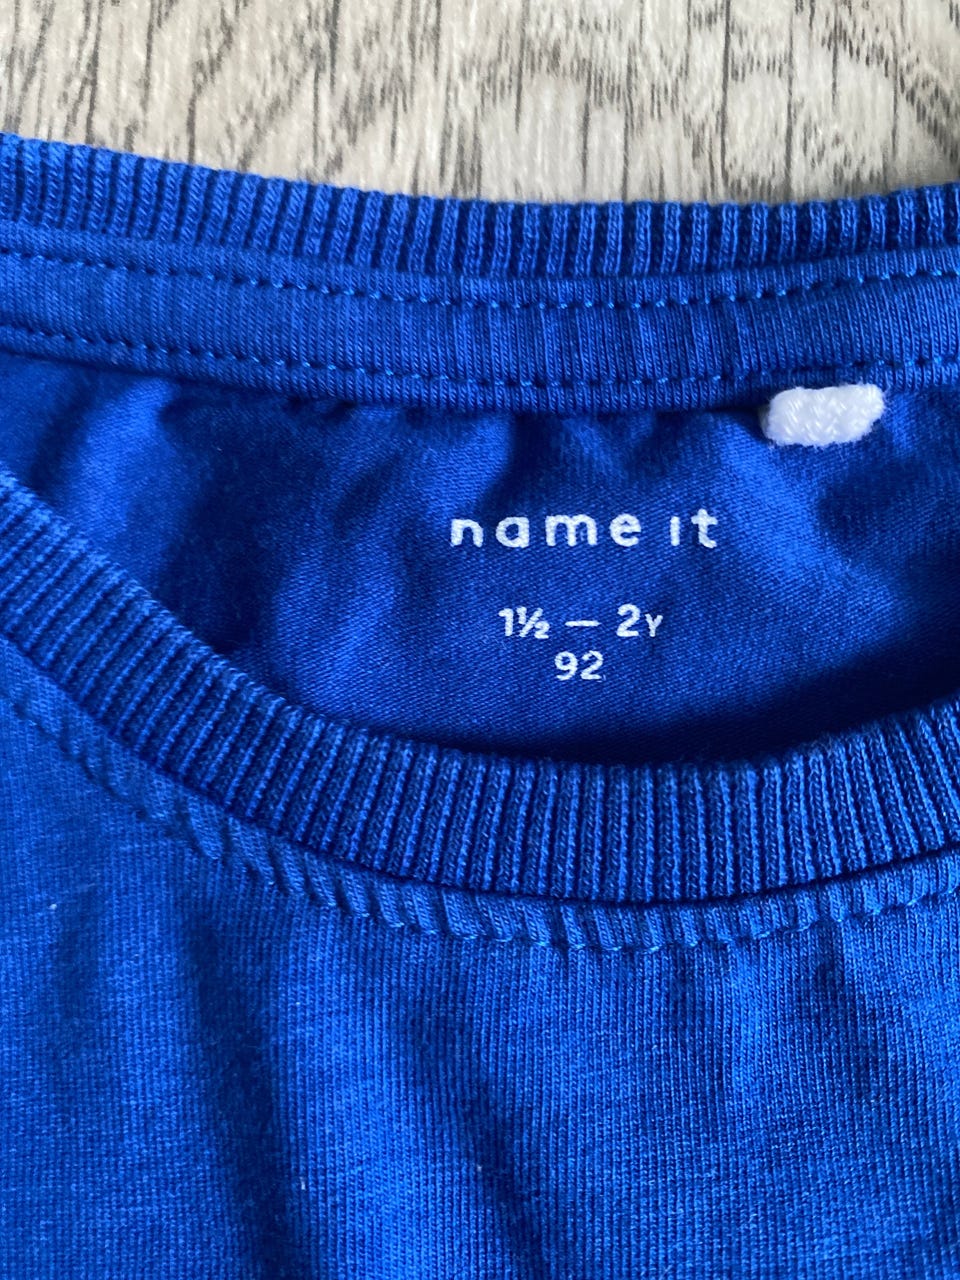 name it
1½ – 2Y
92